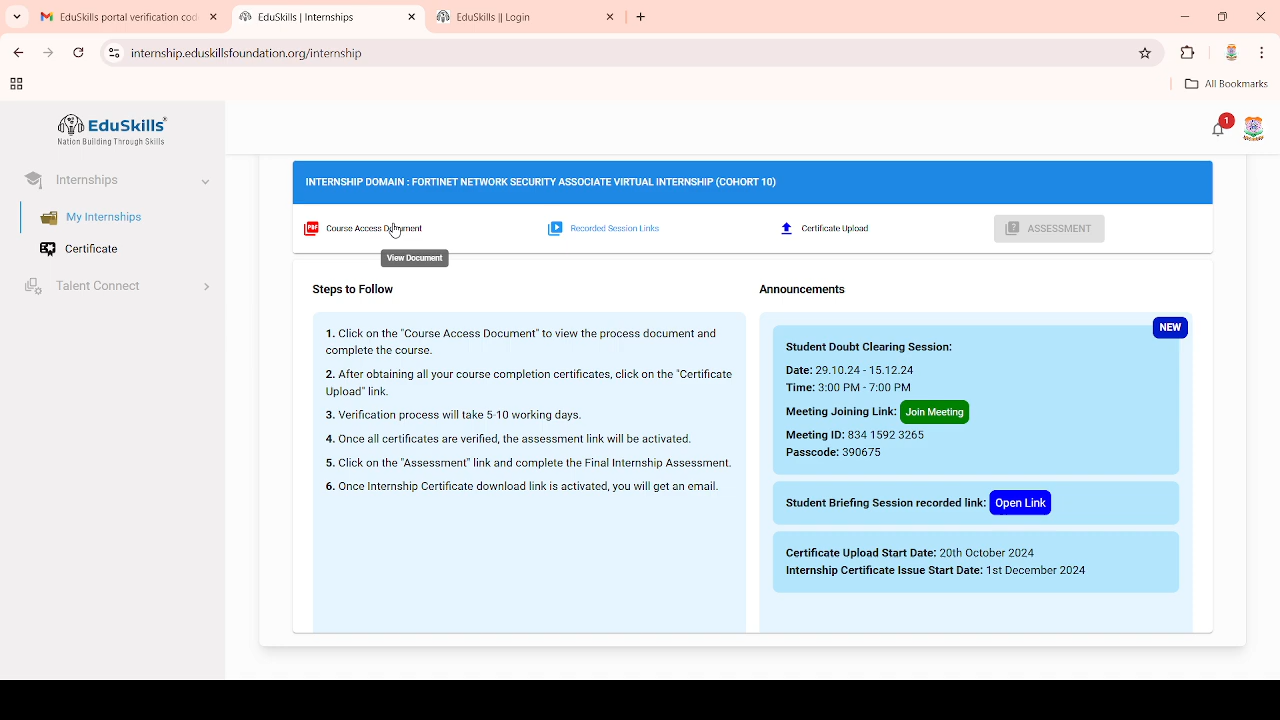 EduSkills portal verification cod
EduSkills | Internships
EduSkills || Login
internship.eduskillsfoundation.org/internship
All Bookmarks
EduSkills
Nation Building Through Skills
1
Internships
My Internships
Certificate
Talent Connect
INTERNSHIP DOMAIN : FORTINET NETWORK SECURITY ASSOCIATE VIRTUAL INTERNSHIP (COHORT 10)
PDF Course Access Document
Recorded Session Links
Certificate Upload
ASSESSMENT
View Document
Steps to Follow
1. Click on the "Course Access Document" to view the process document and
complete the course.
2. After obtaining all your course completion certificates, click on the "Certificate
Upload" link.
3. Verification process will take 5-10 working days.
4. Once all certificates are verified, the assessment link will be activated.
5. Click on the "Assessment" link and complete the Final Internship Assessment.
6. Once Internship Certificate download link is activated, you will get an email.
Announcements
NEW
Student Doubt Clearing Session:
Date: 29.10.24 - 15.12.24
Time: 3:00 PM - 7:00 PM
Meeting Joining Link: Join Meeting
Meeting ID: 834 1592 3265
Passcode: 390675
Student Briefing Session recorded link: Open Link
Certificate Upload Start Date: 20th October 2024
Internship Certificate Issue Start Date: 1st December 2024